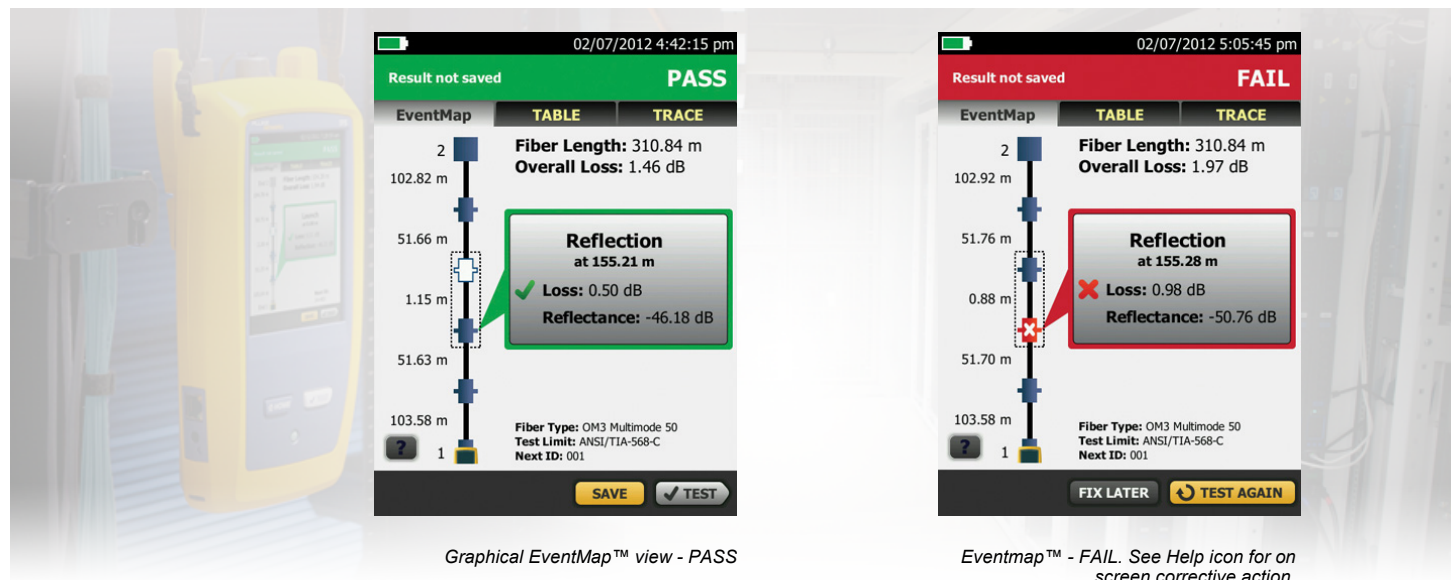 02/07/2012 4:42:15 pm
Result not saved PASS
EventMap TABLE TRACE
2
Fiber Length: 310.84 m
Overall Loss: 1.46 dB
102.82 m
51.66 m
Reflection
at 155.21 m
Loss: 0.50 dB
1.15 m
Reflectance: -46.18 dB
51.63 m
103.58 m
Fiber Type: OM3 Multimode 50
Test Limit: ANSI/TIA-568-C
? 1
Next ID: 001
SAVE TEST
Graphical EventMap™ view - PASS
02/07/2012 5:05:45 pm
Result not saved FAIL
EventMap TABLE TRACE
2
Fiber Length: 310.84 m
Overall Loss: 1.97 dB
102.92 m
51.76 m
Reflection
at 155.28 m
Loss: 0.98 dB
0.88 m
Reflectance: -50.76 dB
51.70 m
103.58 m
Fiber Type: OM3 Multimode 50
Test Limit: ANSI/TIA-568-C
? 1
Next ID: 001
FIX LATER TEST AGAIN
Eventmap™ - FAIL. See Help icon for on
screen corrective action.